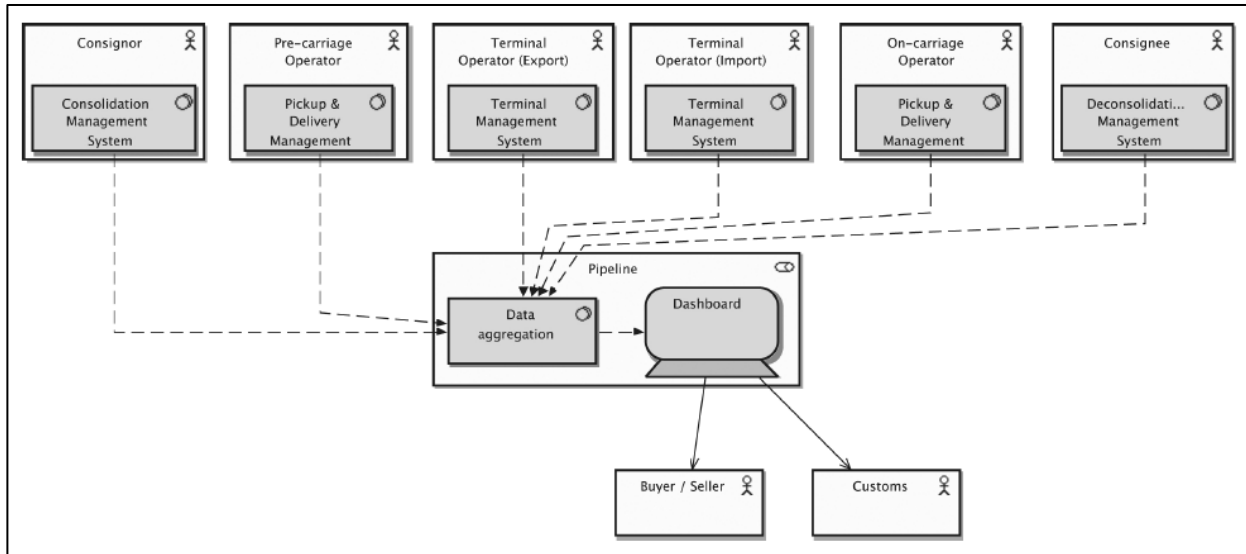 Consignor
Consolidation
Management
System
Pre-carriage
Operator
Pickup &
Delivery
Management
Terminal
Operator (Export)
Terminal
Management
System
Terminal
Operator (Import)
Terminal
Management
System
On-carriage
Operator
Pickup &
Delivery
Management
Consignee
Deconsolidati...
Management
System
Pipeline
Data
aggregation
Dashboard
Buyer / Seller
Customs